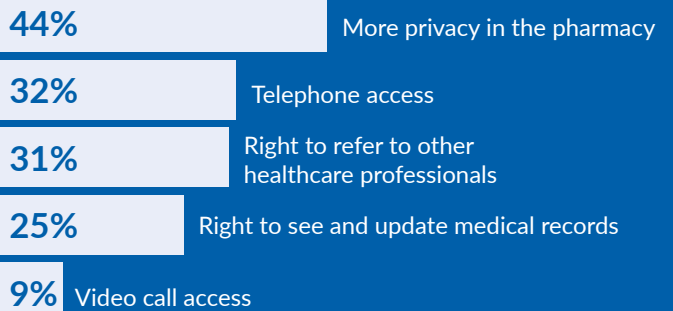 44% More privacy in the pharmacy
32% Telephone access
31% Right to refer to other
healthcare professionals
25% Right to see and update medical records
9% Video call access